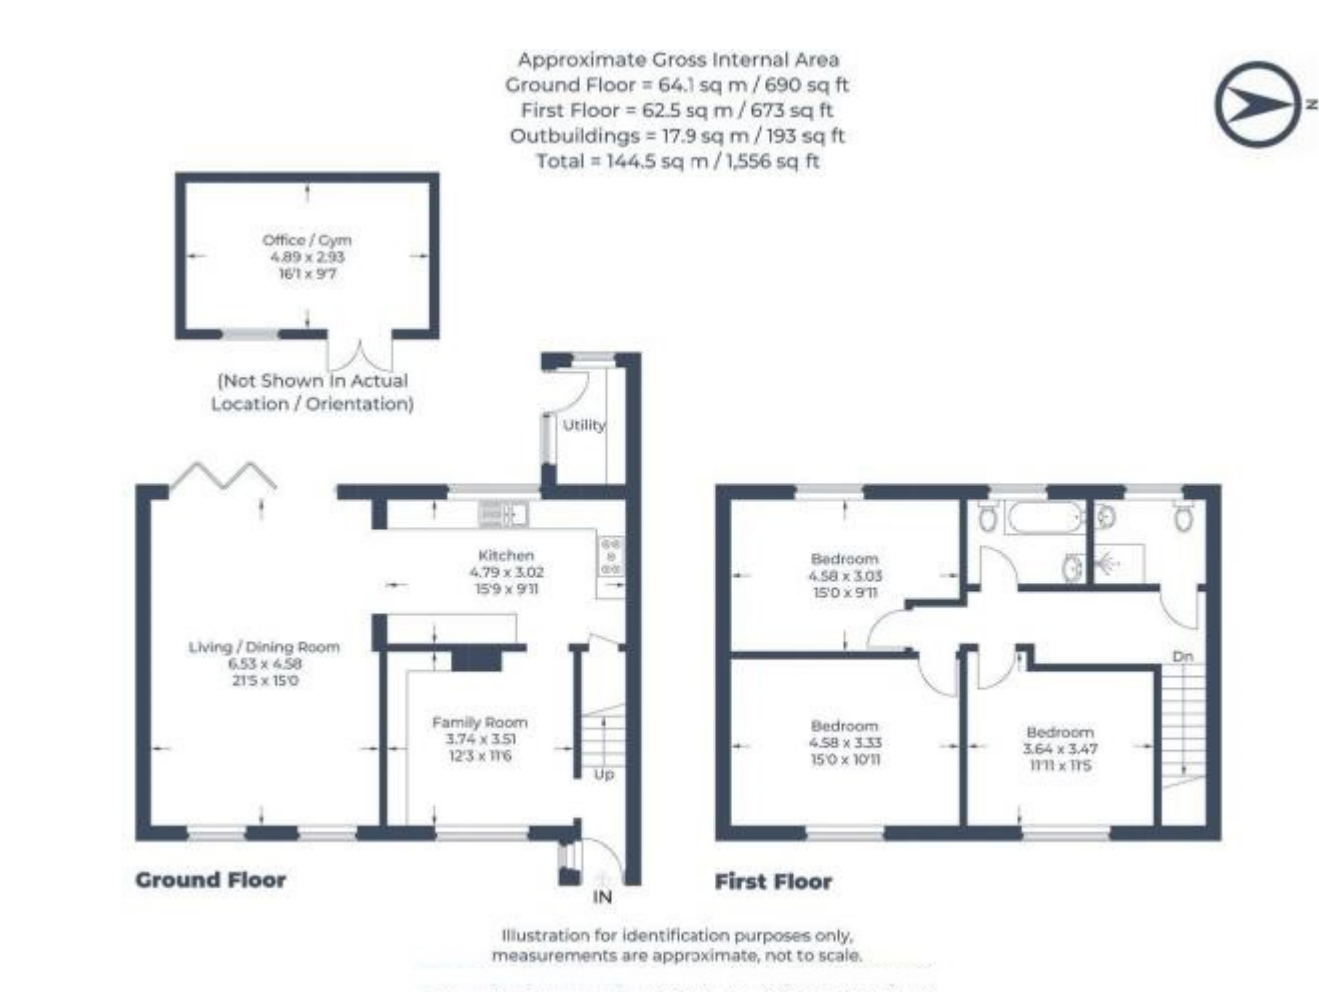 Approximate Gross Internal Area
Ground Floor = 64.1 sq m / 690 sq ft
First Floor = 62.5 sq m / 673 sq ft
Outbuildings = 17.9 sq m / 193 sq ft
Total = 144.5 sq m / 1,556 sq ft
N
Office / Gym
4.89 x 2.93
16'1 x 9'7
(Not Shown In Actual
Location / Orientation)
Utility
Kitchen
4.79 x 3.02
15'9 x 9'11
Living / Dining Room
6.53 x 4.58
21'5 x 15'0
Family Room
3.74 x 3.51
12'3 x 11'6
Up
IN
Ground Floor
Bedroom
4.58 x 3.03
15'0 x 9'11
Dn
Bedroom
4.58 x 3.33
15'0 x 10'11
Bedroom
3.64 x 3.47
11'11 x 11'5
First Floor
Illustration for identification purposes only,
measurements are approximate, not to scale.